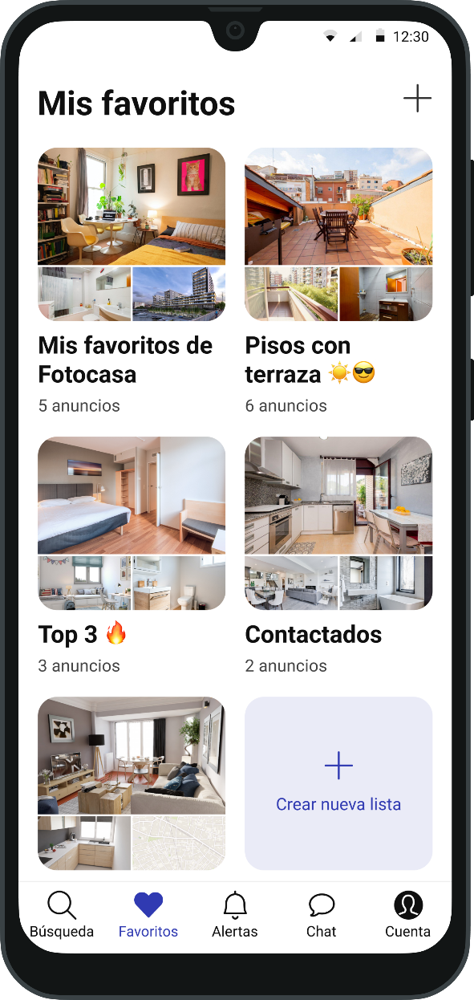 12:30
Mis favoritos
Mis favoritos de
Fotocasa
5 anuncios
Pisos con
terraza ☀️😎
6 anuncios
Top 3 🔥
3 anuncios
Contactados
2 anuncios
Crear nueva lista
Búsqueda
Favoritos
Alertas
Chat
Cuenta